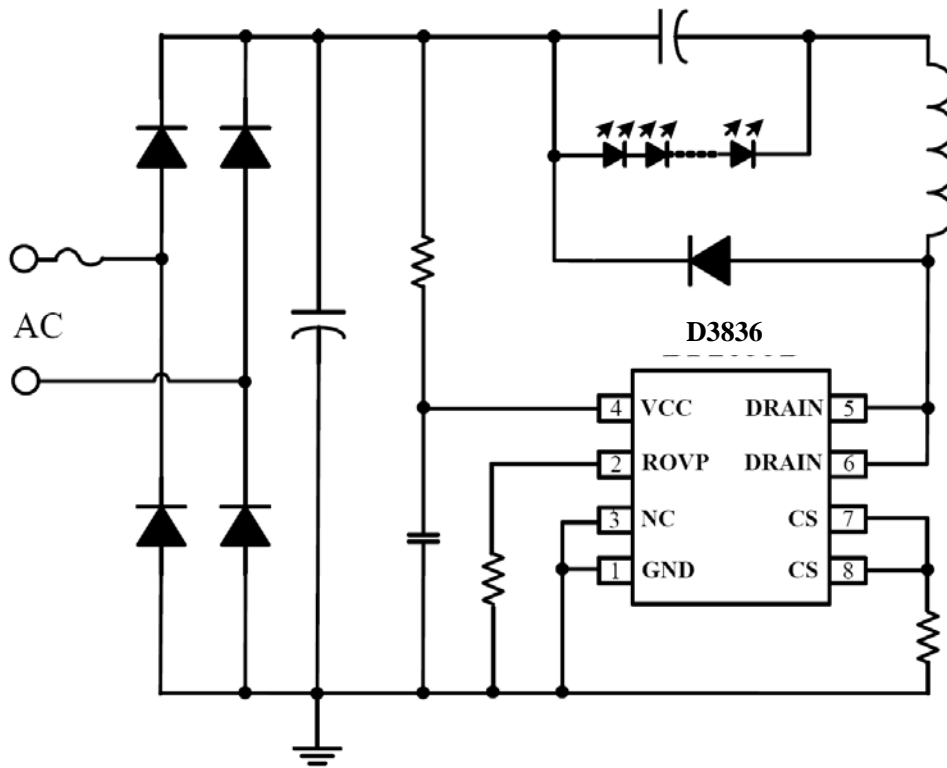 AC
D3836
4 VCC DRAIN 5
2 ROVP DRAIN 6
3 NC CS 7
1 GND CS 8